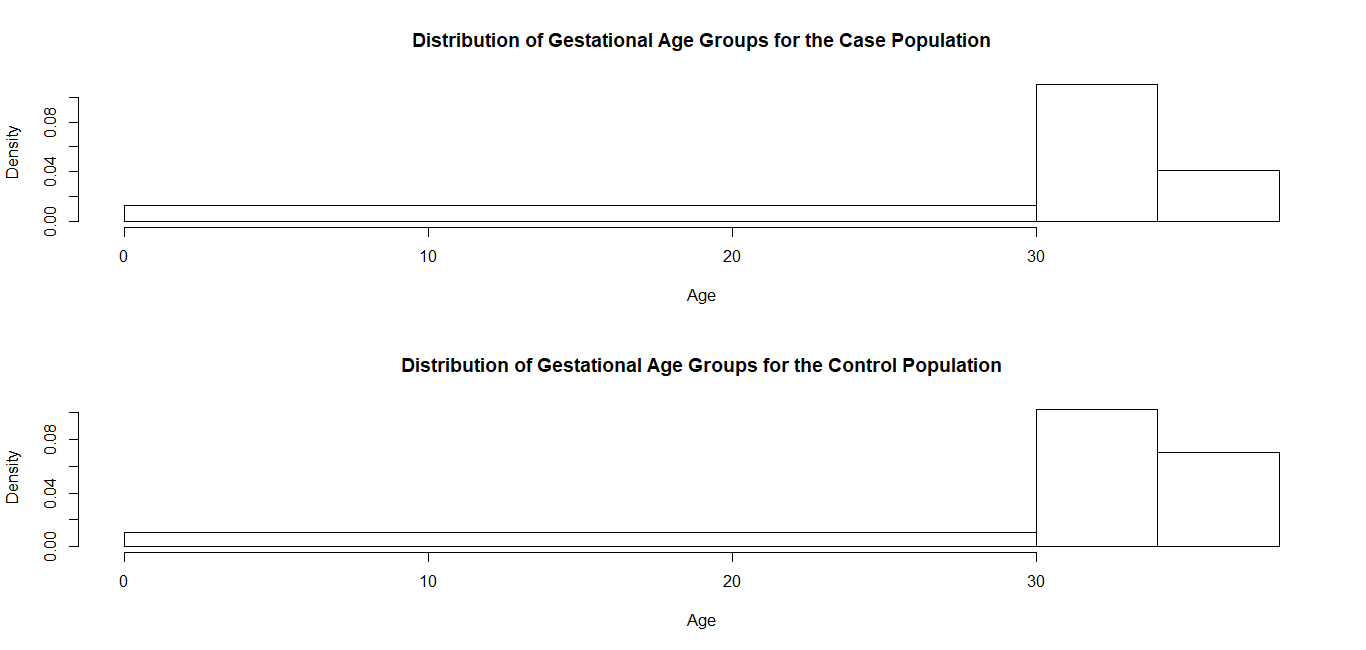 Distribution of Gestational Age Groups for the Case Population
Density
0.08
0.04
0.00
0 10 20 30
Age
Distribution of Gestational Age Groups for the Control Population
Density
0.08
0.04
0.00
0 10 20 30
Age